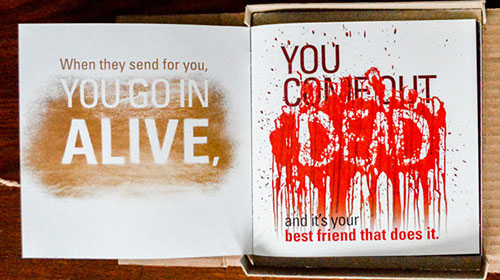 When they send for you,
YOU GO IN
ALIVE,
YOU
COME OUT
DEAD
and it's your
best friend that does it.